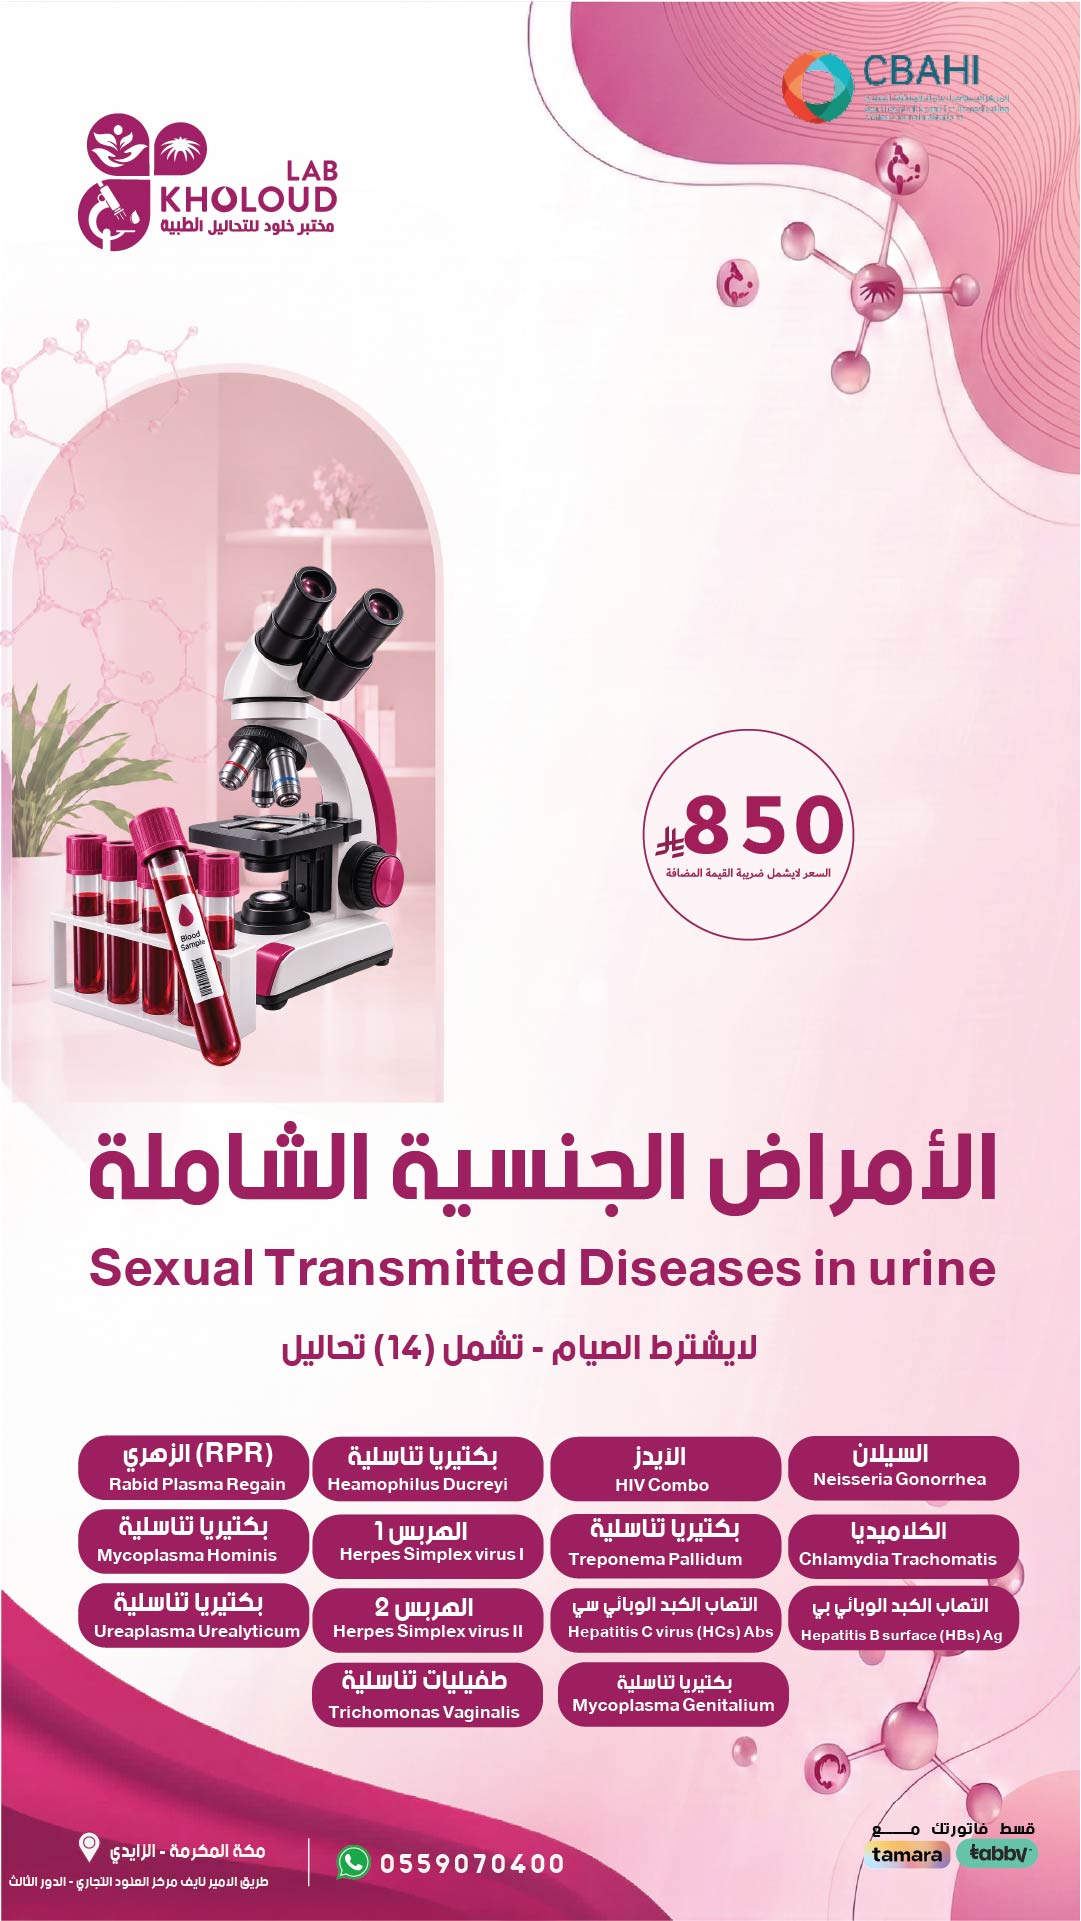 CBAHI
LAB
KHOLOUD
مختبر خلود للتحاليل الطبية
Blood
Sample
850
السعر لايشمل ضريبة القيمة المضافة
الأمراض الجنسية الشاملة
Sexual Transmitted Diseases in urine
لايشترط الصيام - تشمل (14) تحاليل
السيلان
Neisseria Gonorrhea
الآيدز
HIV Combo
بكتيريا تناسلية
Heamophilus Ducreyi
الزهري (RPR)
Rabid Plasma Regain
الكلاميديا
Chlamydia Trachomatis
بكتيريا تناسلية
Treponema Pallidum
الهربس 1
Herpes Simplex virus I
بكتيريا تناسلية
Mycoplasma Hominis
التهاب الكبد الوبائي بي
Hepatitis B surface (HBs) Ag
التهاب الكبد الوبائي سي
Hepatitis C virus (HCs) Abs
الهربس 2
Herpes Simplex virus II
بكتيريا تناسلية
Ureaplasma Urealyticum
بكتيريا تناسلية
Mycoplasma Genitalium
طفيليات تناسلية
Trichomonas Vaginalis
قسط فاتورتك مع
tamara tabby
0559070400
مكة المكرمة - الزايدي
طريق الامير نايف مركز العنود التجاري - الدور الثالث